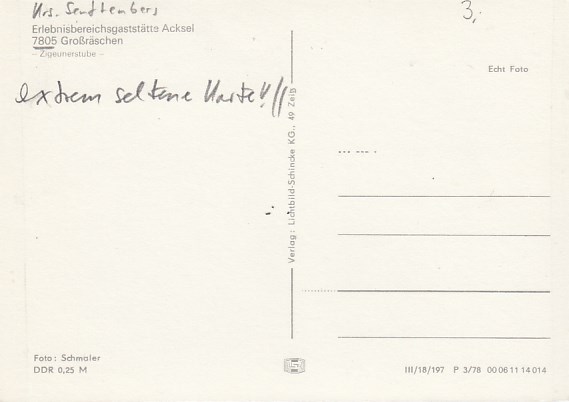 Krs. Senftenberg
3,-
Erlebnisbereichsgaststätte Acksel
7805 Großräschen
– Zigeunerstube –
Echt Foto
extrem seltene Karte!!//
Verlag: Lichtbild-Schincke KG., 49 Zeiß
Foto: Schmaler
DDR 0,25 M
III/18/197 P 3/78 00 06 11 14 014